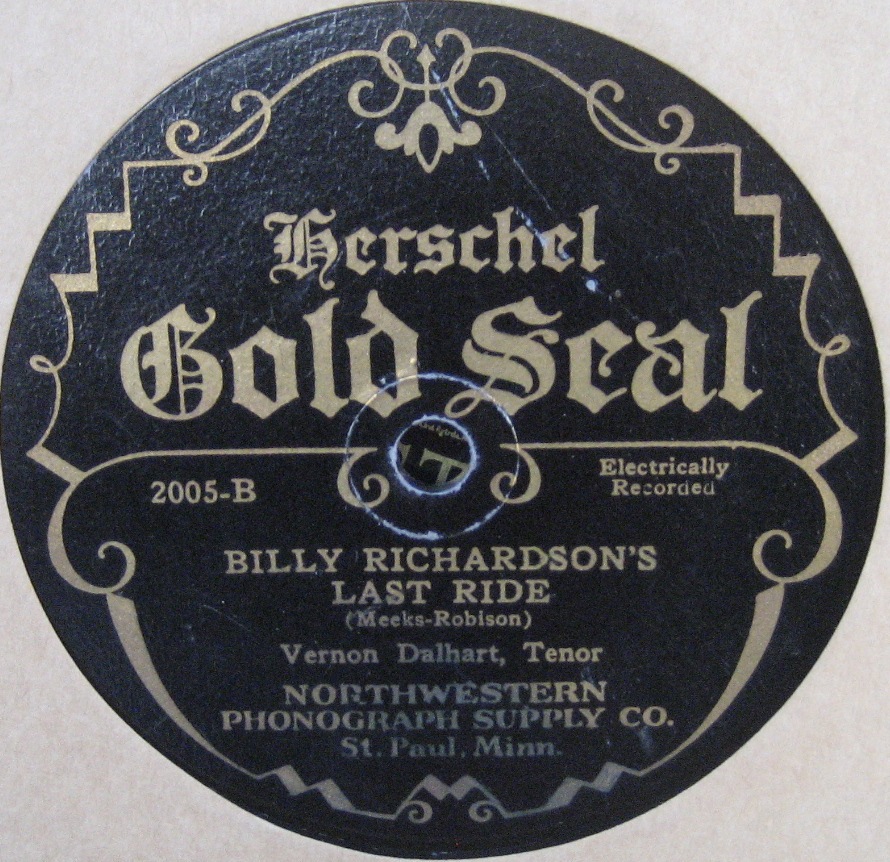 Herschel
Gold Seal
2005-B
Electrically
Recorded
BILLY RICHARDSON'S
LAST RIDE
(Meeks-Robison)
Vernon Dalhart, Tenor
NORTHWESTERN
PHONOGRAPH SUPPLY CO.
St. Paul, Minn.